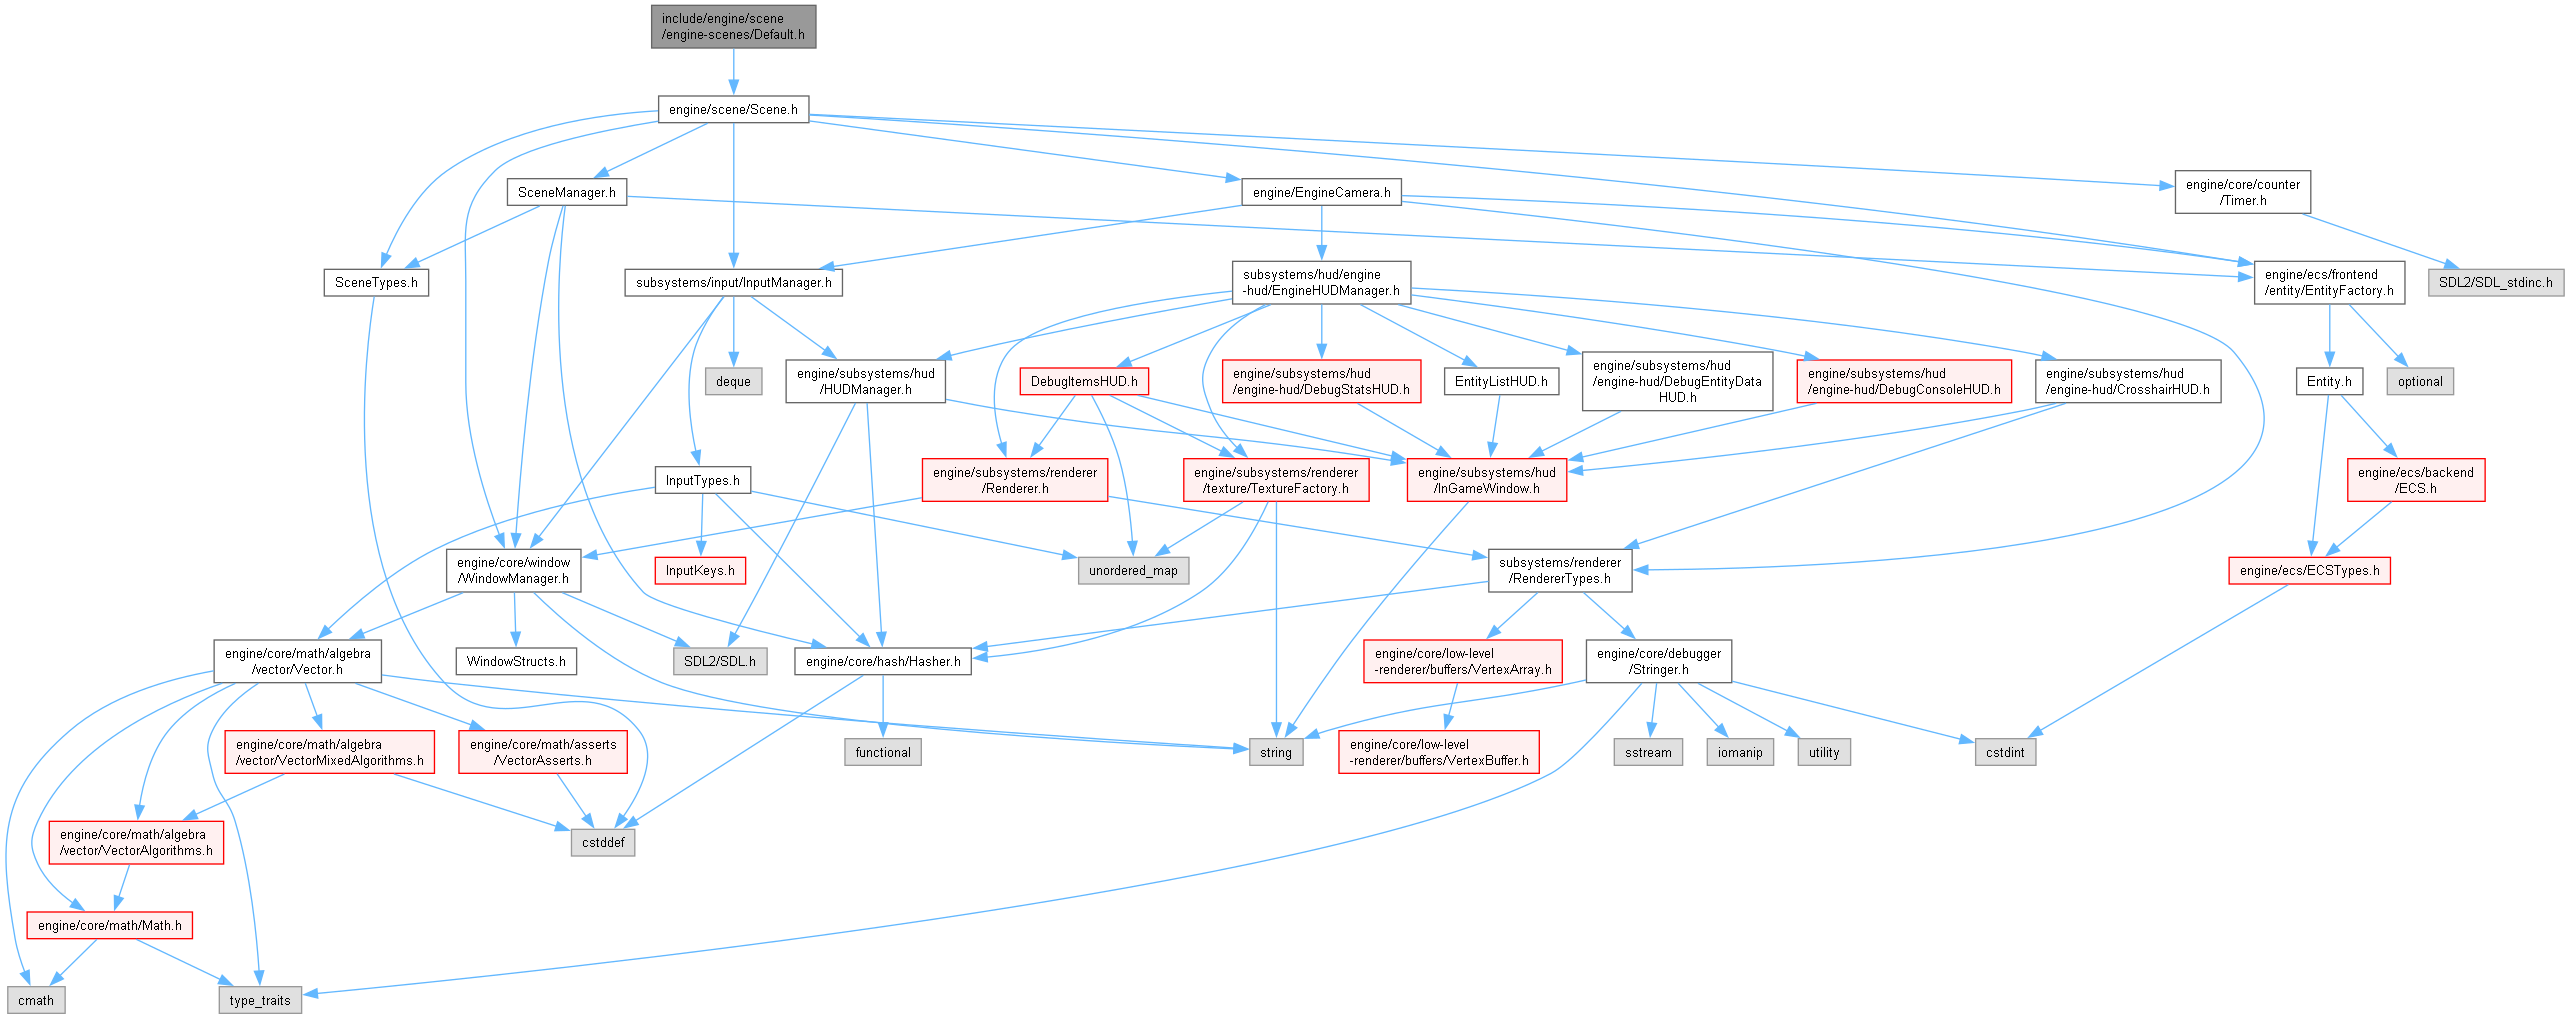 include/engine/scene
/engine-scenes/Default.h
engine/scene/Scene.h
SceneManager.h
engine/EngineCamera.h
engine/core/counter
/Timer.h
SceneTypes.h
subsystems/input/InputManager.h
subsystems/hud/engine
-hud/EngineHUDManager.h
engine/ecs/frontend
/entity/EntityFactory.h
SDL2/SDL_stdinc.h
deque
engine/subsystems/hud
/HUDManager.h
DebugItemsHUD.h
engine/subsystems/hud
/engine-hud/DebugStatsHUD.h
EntityListHUD.h
engine/subsystems/hud
/engine-hud/DebugEntityData
HUD.h
engine/subsystems/hud
/engine-hud/DebugConsoleHUD.h
engine/subsystems/hud
/engine-hud/CrosshairHUD.h
Entity.h
optional
InputTypes.h
engine/subsystems/renderer
/Renderer.h
engine/subsystems/renderer
/texture/TextureFactory.h
engine/subsystems/hud
/InGameWindow.h
engine/ecs/backend
/ECS.h
engine/core/window
/WindowManager.h
InputKeys.h
unordered_map
subsystems/renderer
/RendererTypes.h
engine/ecs/ECSTypes.h
engine/core/math/algebra
/vector/Vector.h
WindowStructs.h
SDL2/SDL.h
engine/core/hash/Hasher.h
engine/core/low-level
-renderer/buffers/VertexArray.h
engine/core/debugger
/Stringer.h
engine/core/math/algebra
/vector/VectorMixedAlgorithms.h
engine/core/math/asserts
/VectorAsserts.h
functional
string
engine/core/low-level
-renderer/buffers/VertexBuffer.h
sstream
iomanip
utility
cstdint
engine/core/math/algebra
/vector/VectorAlgorithms.h
cstddef
engine/core/math/Math.h
cmath
type_traits